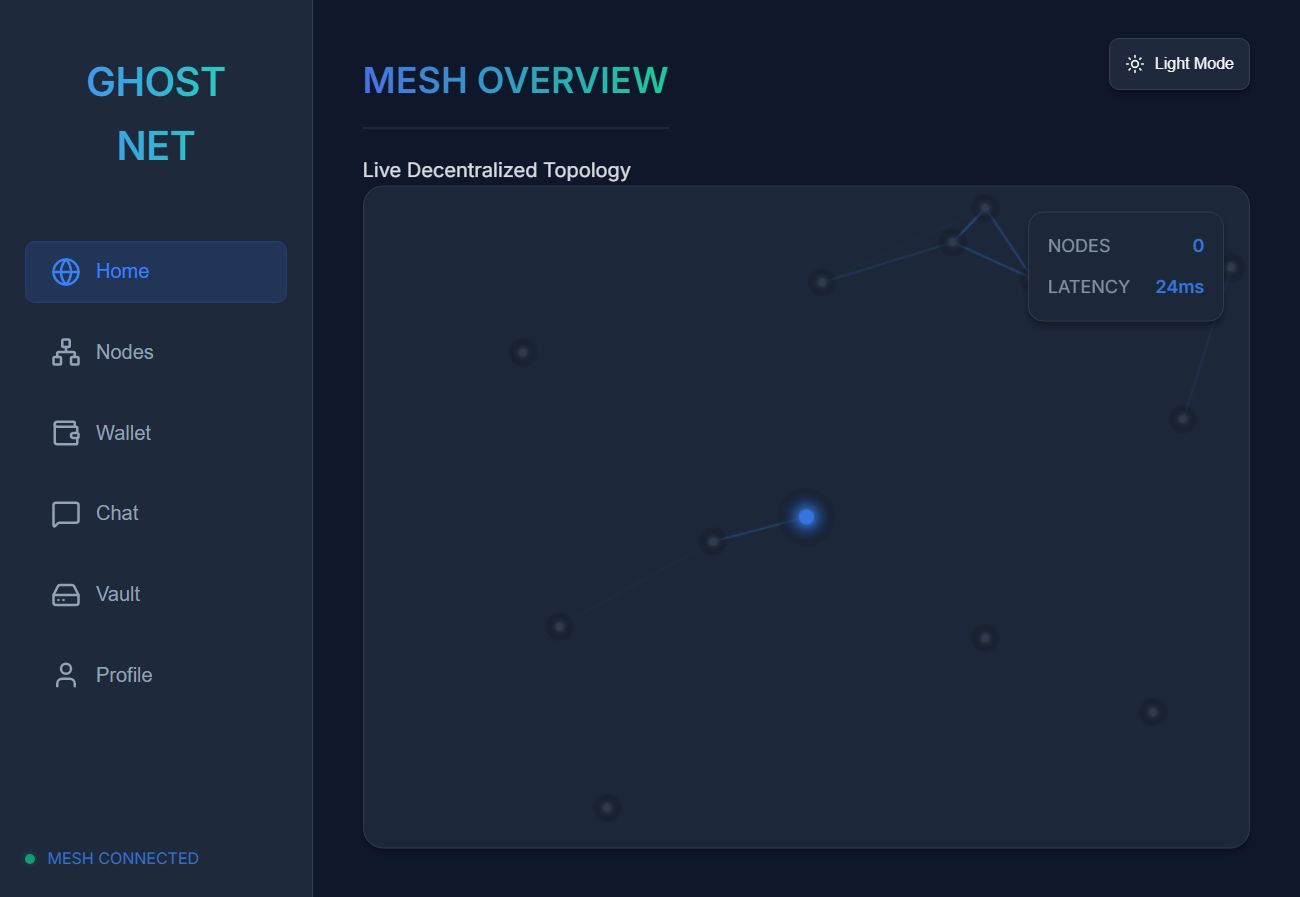 GHOST
NET
Home
Nodes
Wallet
Chat
Vault
Profile
MESH CONNECTED
MESH OVERVIEW
Light Mode
Live Decentralized Topology
NODES 0
LATENCY 24ms